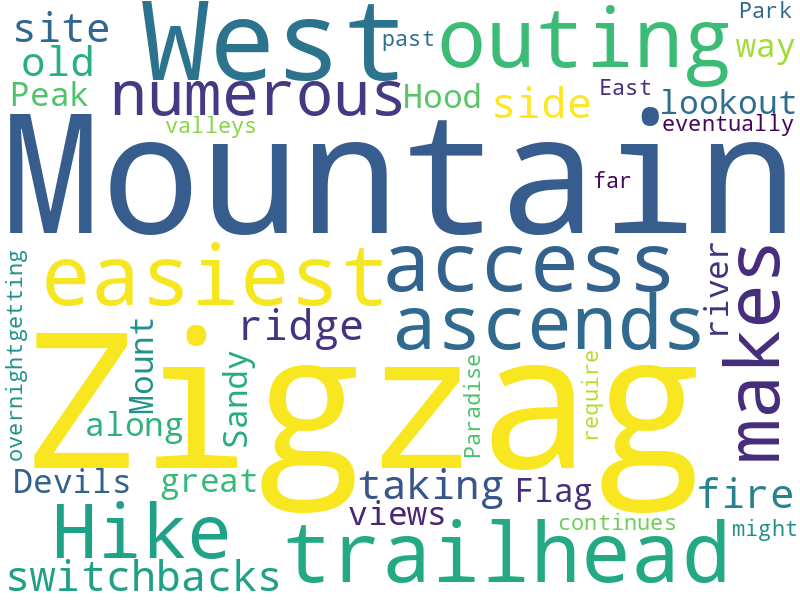 site
West
past
outing
Park
old
way
Peak
numerous
Hood
side
East
lookout
valleys
eventually
Mountain
far
easiest
access
ascends
makes
river
overnightgetting
Mount
ridge
Sandy
Zigzag
along
Paradise
require
Devils
great
taking
Flag
fire
views
Hike
trailhead
continues
might
switchbacks